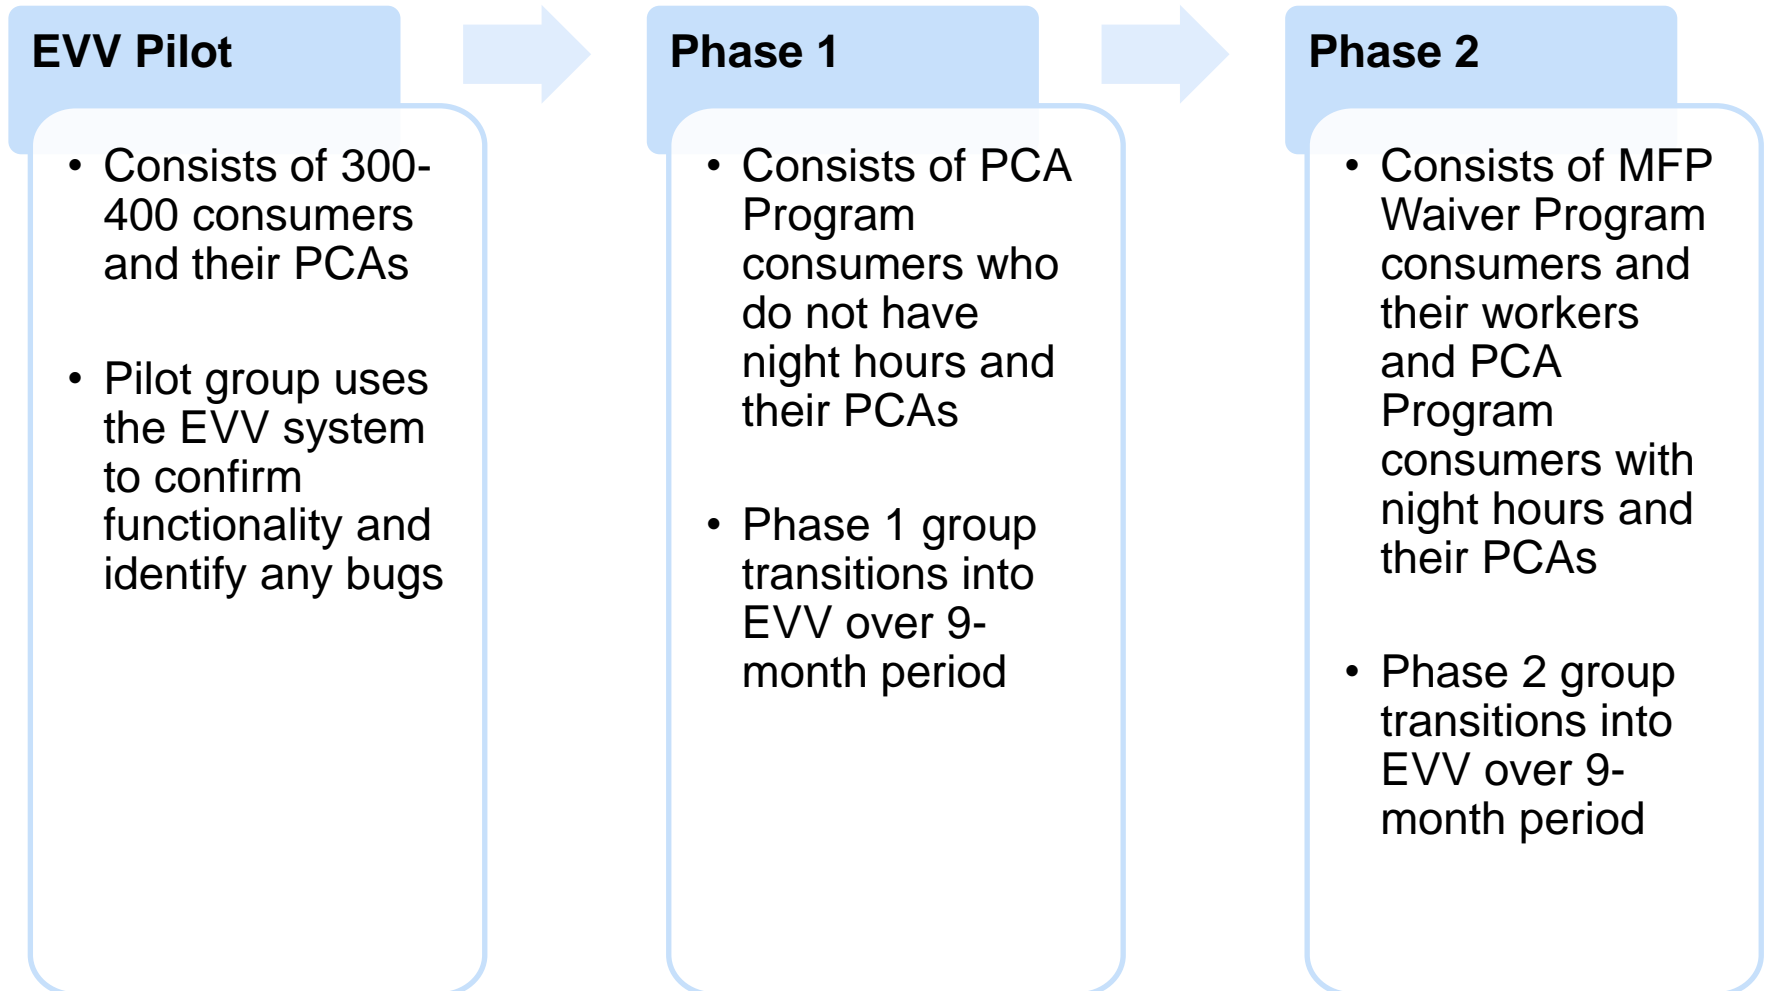 EVV Pilot
• Consists of 300-
400 consumers
and their PCAs
• Pilot group uses
the EVV system
to confirm
functionality and
identify any bugs
Phase 1
• Consists of PCA
Program
consumers who
do not have
night hours and
their PCAs
• Phase 1 group
transitions into
EVV over 9-
month period
Phase 2
• Consists of MFP
Waiver Program
consumers and
their workers
and PCA
Program
consumers with
night hours and
their PCAs
• Phase 2 group
transitions into
EVV over 9-
month period